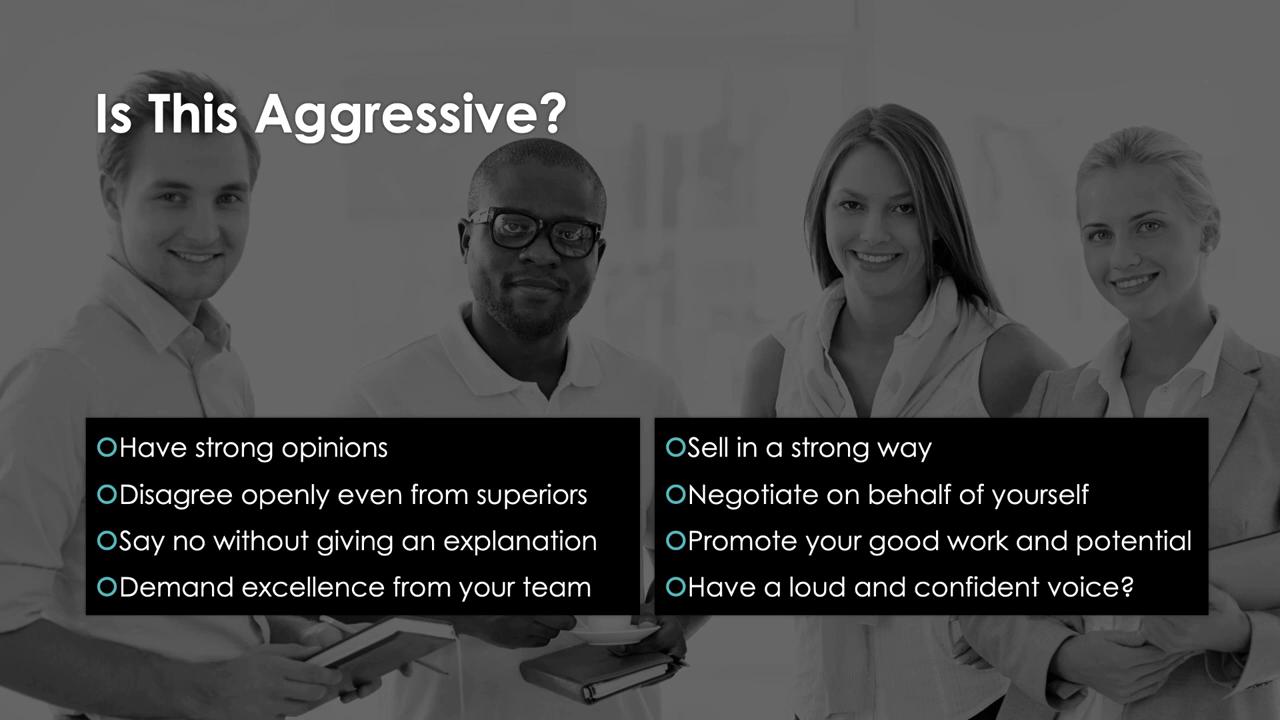 Is This Aggressive?
Have strong opinions
Disagree openly even from superiors
Say no without giving an explanation
Demand excellence from your team
Sell in a strong way
Negotiate on behalf of yourself
Promote your good work and potential
Have a loud and confident voice?